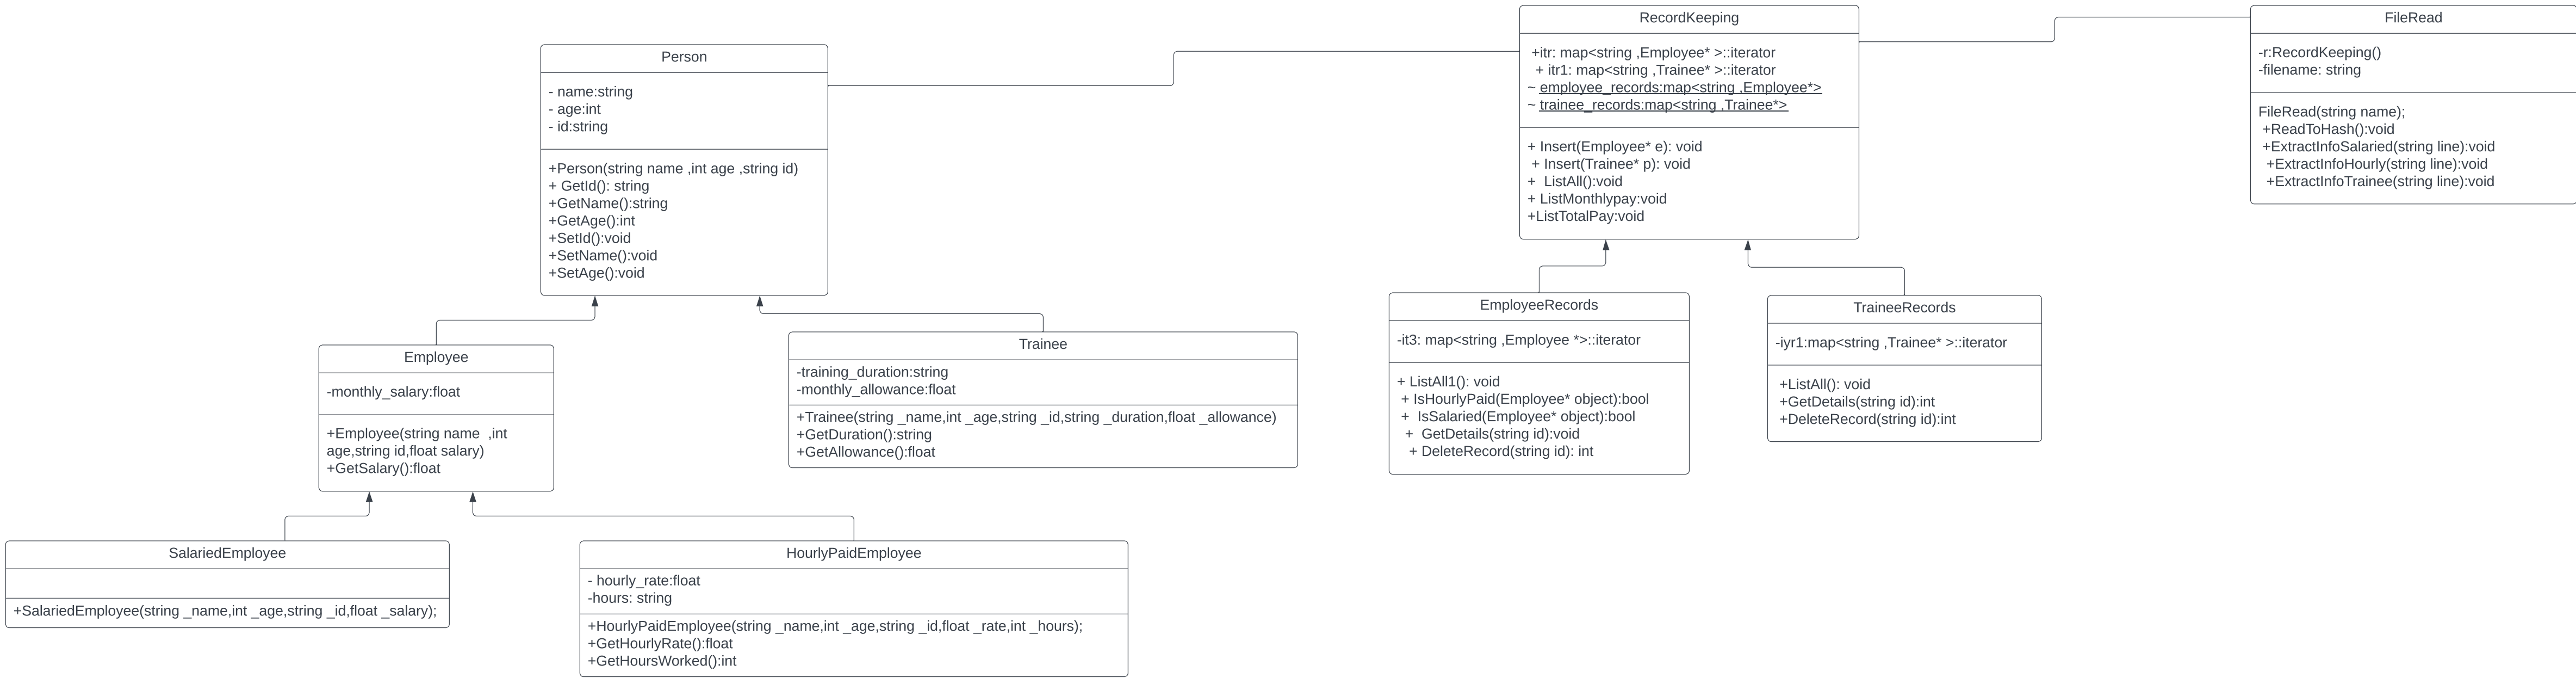 Person
- name:string
- age:int
- id:string
+Person(string name ,int age ,string id)
+ GetId(): string
+GetName():string
+GetAge():int
+SetId():void
+SetName():void
+SetAge():void
RecordKeeping
+itr: map<string ,Employee* >::iterator
+ itr1: map<string ,Trainee* >::iterator
~ employee_records:map<string ,Employee*>
~ trainee_records:map<string ,Trainee*>
+ Insert(Employee* e): void
+ Insert(Trainee* p): void
+  ListAll():void
+ ListMonthlypay:void
+ListTotalPay:void
FileRead
-r:RecordKeeping()
-filename: string
FileRead(string name);
+ReadToHash():void
+ExtractInfoSalaried(string line):void
+ExtractInfoHourly(string line):void
+ExtractInfoTrainee(string line):void
Employee
-monthly_salary:float
+Employee(string name  ,int
age,string id,float salary)
+GetSalary():float
Trainee
-training_duration:string
-monthly_allowance:float
+Trainee(string _name,int _age,string _id,string _duration,float _allowance)
+GetDuration():string
+GetAllowance():float
EmployeeRecords
-it3: map<string ,Employee *>::iterator
+ ListAll1(): void
+ IsHourlyPaid(Employee* object):bool
+  IsSalaried(Employee* object):bool
+  GetDetails(string id):void
+ DeleteRecord(string id): int
TraineeRecords
-iyr1:map<string ,Trainee* >::iterator
+ListAll(): void
+GetDetails(string id):int
+DeleteRecord(string id):int
SalariedEmployee
+SalariedEmployee(string _name,int _age,string _id,float _salary);
HourlyPaidEmployee
- hourly_rate:float
-hours: string
+HourlyPaidEmployee(string _name,int _age,string _id,float _rate,int _hours);
+GetHourlyRate():float
+GetHoursWorked():int